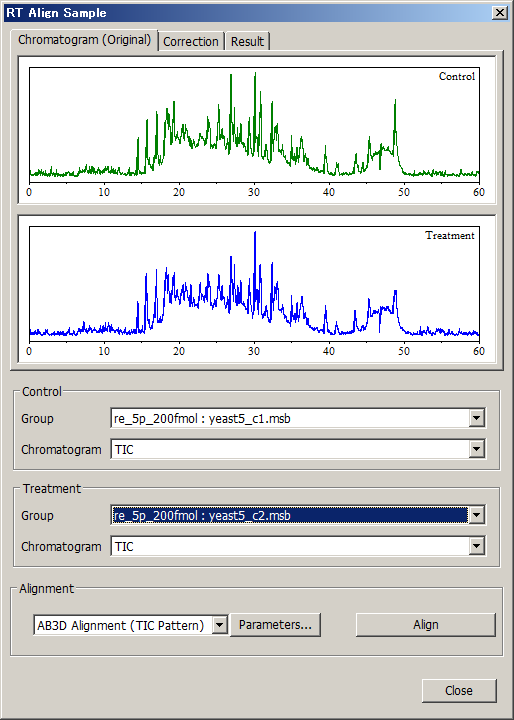 RT Align Sample
Chromatogram (Original) Correction Result
Control
0 10 20 30 40 50 60
Treatment
0 10 20 30 40 50 60
Control
Group re_5p_200fmol : yeast5_c1.msb
Chromatogram TIC
Treatment
Group re_5p_200fmol : yeast5_c2.msb
Chromatogram TIC
Alignment
AB3D Alignment (TIC Pattern) Parameters... Align
Close